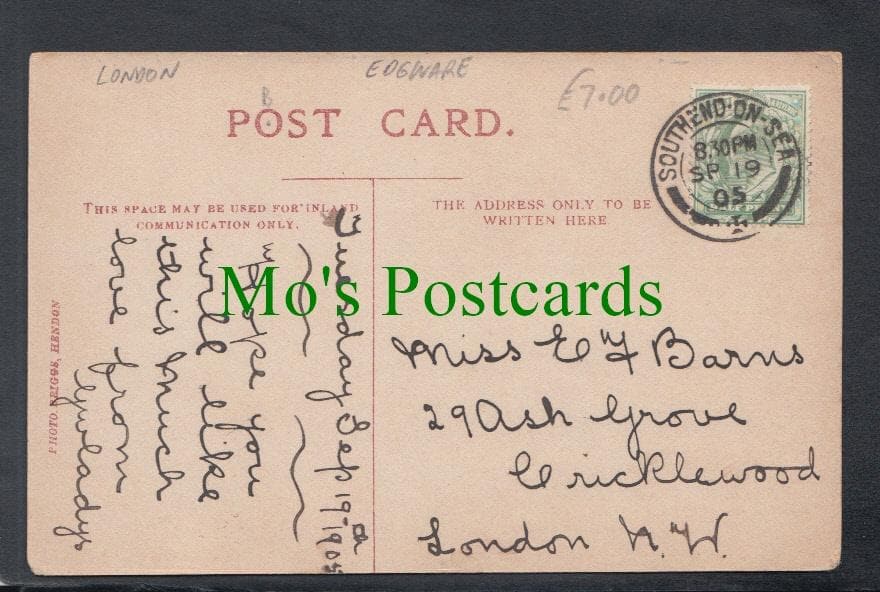 LONDON
EDGWARE
£7.00
B
POST CARD.
SOUTHEND-ON-SEA
8.30PM
SP 19
05
THIS SPACE MAY BE USED FOR INLAND
COMMUNICATION ONLY.
THE ADDRESS ONLY TO BE
WRITTEN HERE
Tuesday Sep 19th 1905
"Hope you
will like
this much
love from
Gwladys
Miss E F Barns
29 Ash Grove
Cricklewood
London N.W.
PHOTO. BRIGGS, HENDON
Mo's Postcards